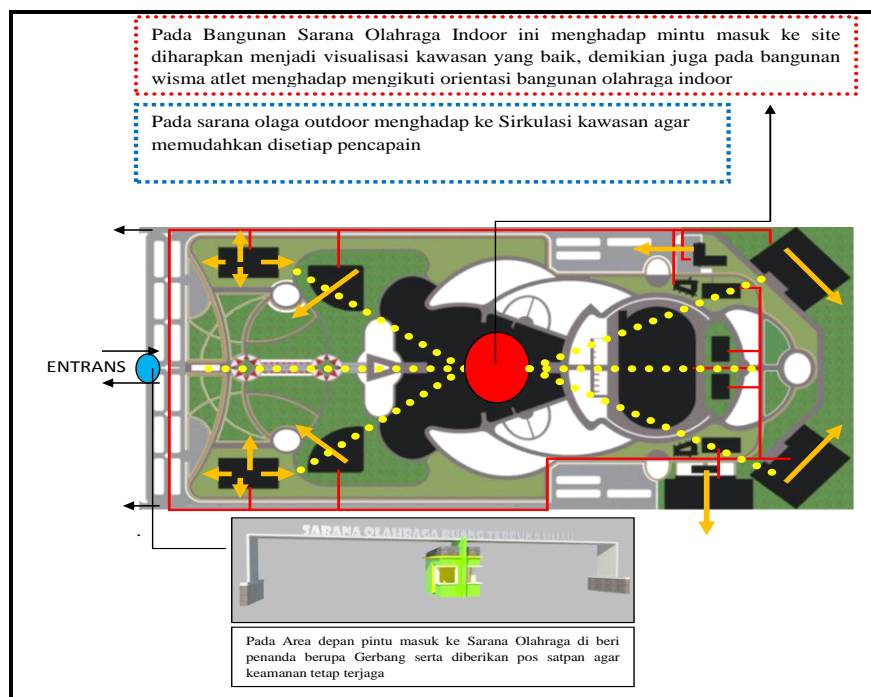 Pada Bangunan Sarana Olahraga Indoor ini menghadap mintu masuk ke site
diharapkan menjadi visualisasi kawasan yang baik, demikian juga pada bangunan
wisma atlet menghadap mengikuti orientasi bangunan olahraga indoor
Pada sarana olaga outdoor menghadap ke Sirkulasi kawasan agar
memudahkan disetiap pencapain
ENTRANS
SARANA OLAHRAGA RUANG TERBUKA
Pada Area depan pintu masuk ke Sarana Olahraga di beri
penanda berupa Gerbang serta diberikan pos satpan agar
keamanan tetap terjaga